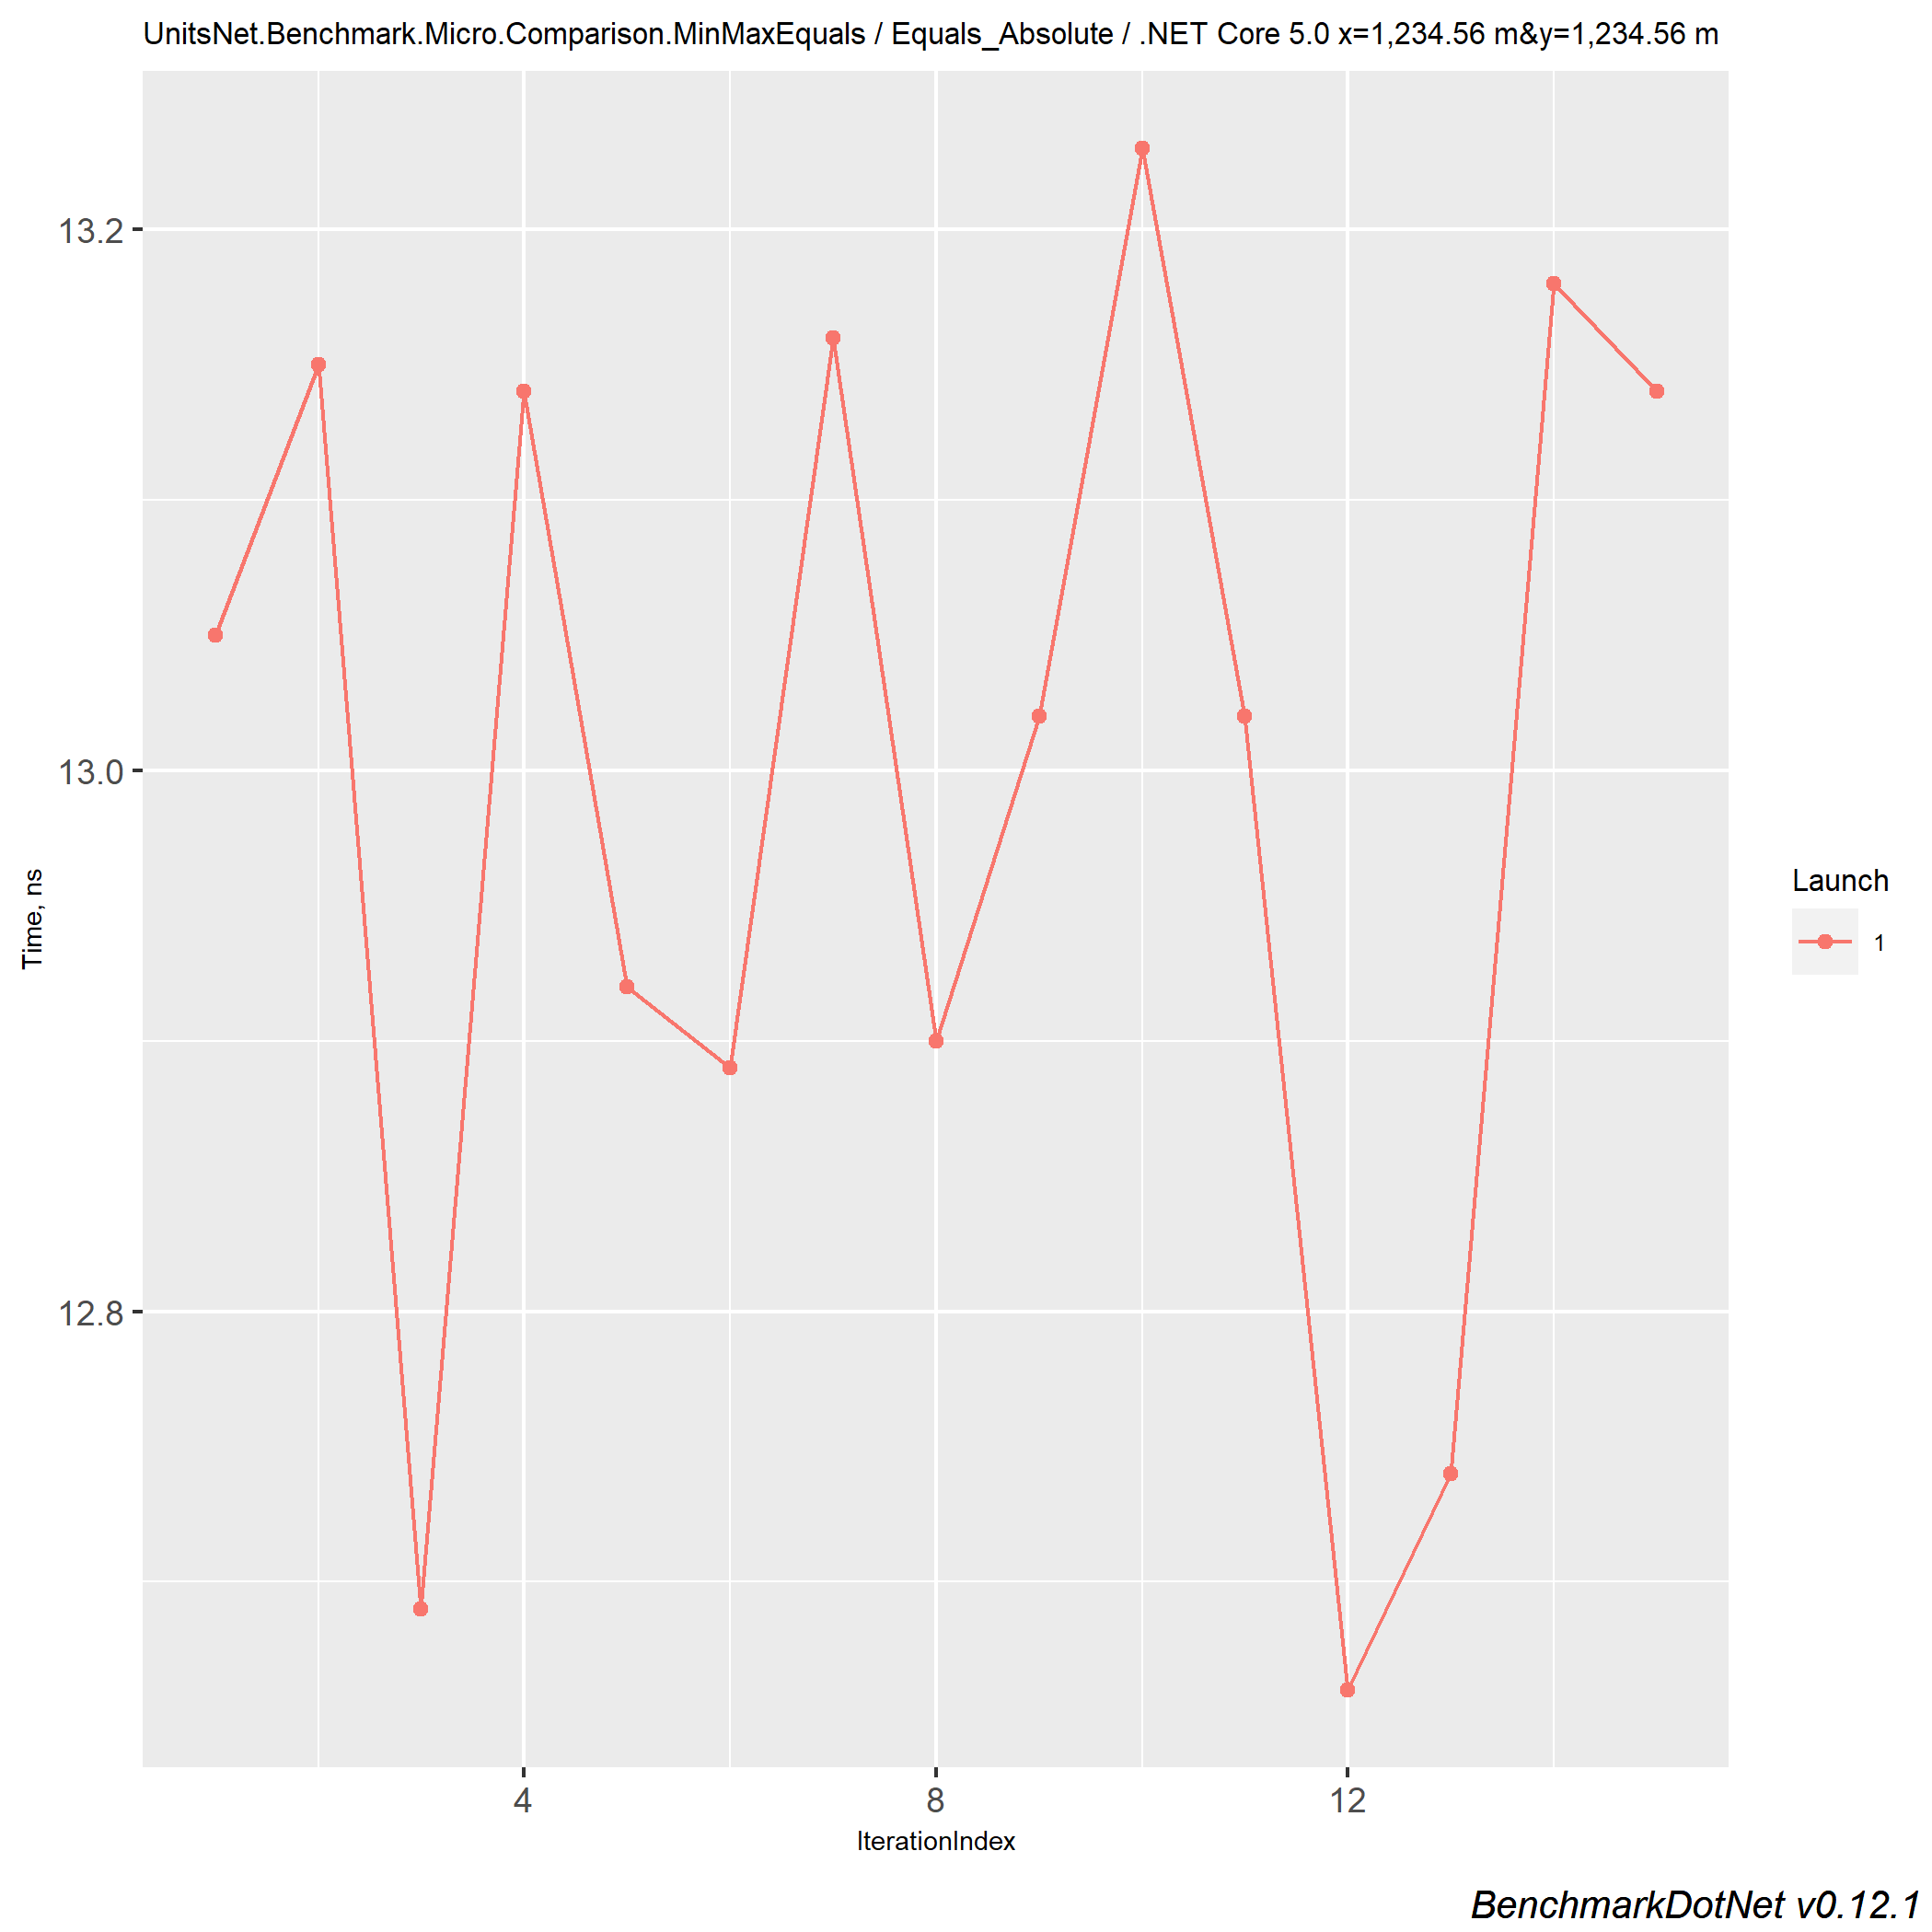 UnitsNet.Benchmark.Micro.Comparison.MinMaxEquals / Equals_Absolute / .NET Core 5.0 x=1,234.56 m&y=1,234.56 m
13.2
13.0
12.8
Time, ns
4 8 12
IterationIndex
Launch
1
BenchmarkDotNet v0.12.1